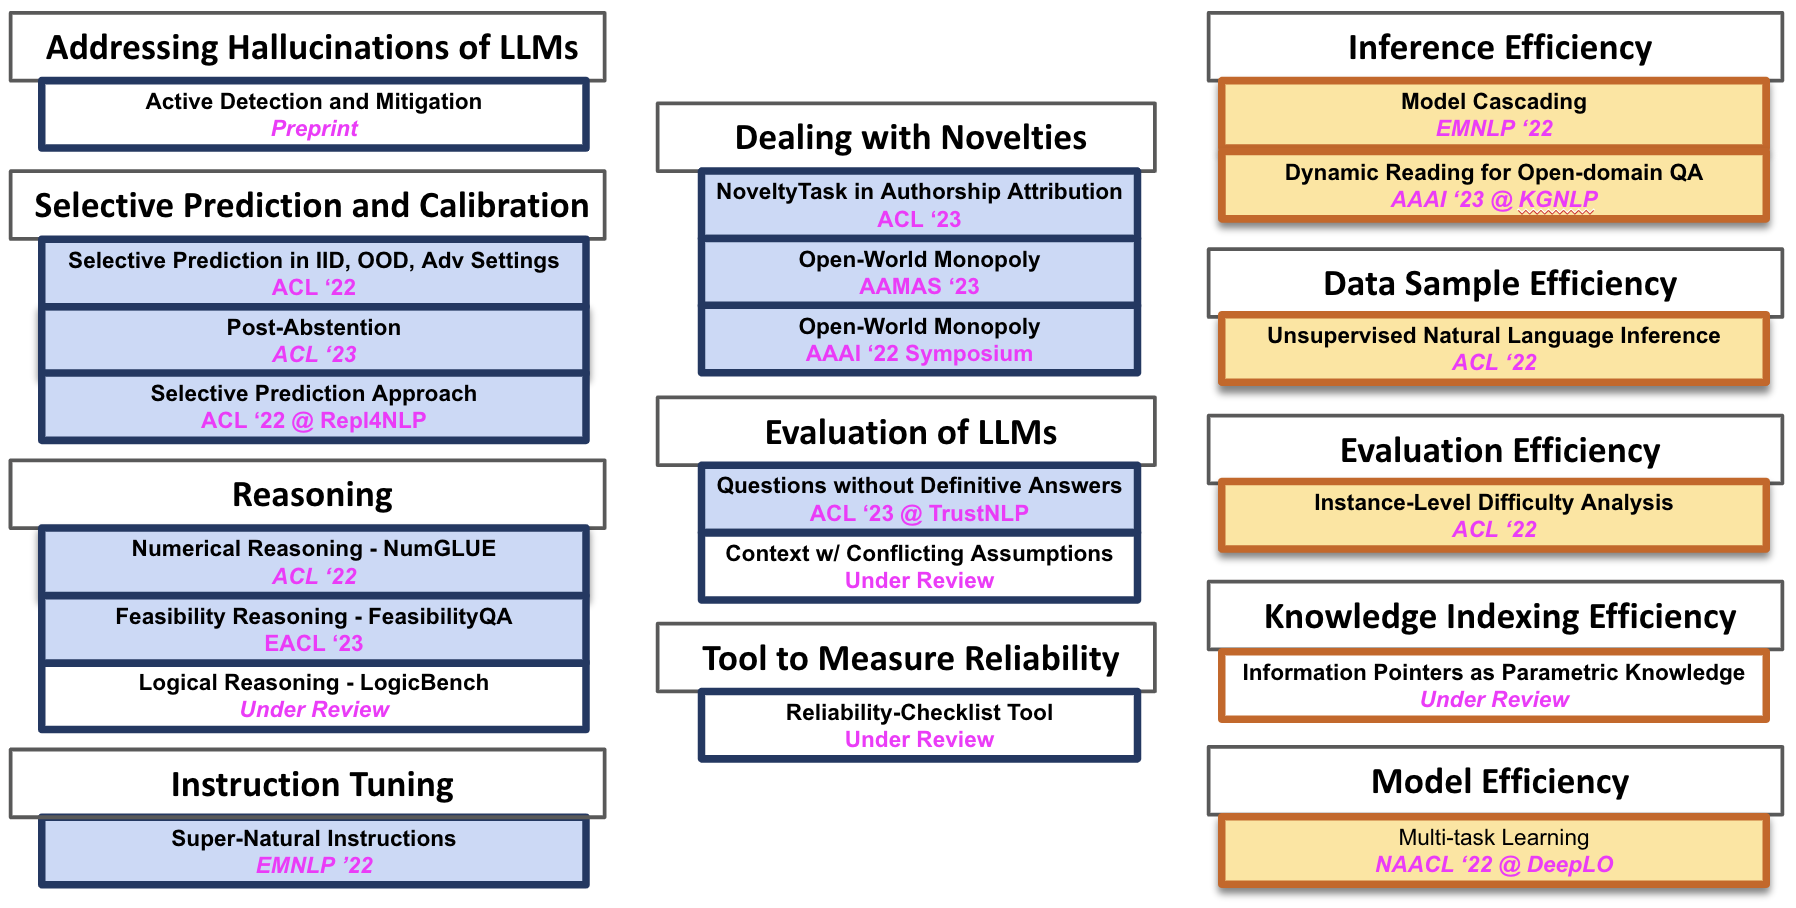 Addressing Hallucinations of LLMs
Active Detection and Mitigation
Preprint
Selective Prediction and Calibration
Selective Prediction in IID, OOD, Adv Settings
ACL ‘22
Post-Abstention
ACL ‘23
Selective Prediction Approach
ACL ‘22 @ Repl4NLP
Reasoning
Numerical Reasoning - NumGLUE
ACL ‘22
Feasibility Reasoning - FeasibilityQA
EACL ‘23
Logical Reasoning - LogicBench
Under Review
Instruction Tuning
Super-Natural Instructions
EMNLP ’22
Dealing with Novelties
NoveltyTask in Authorship Attribution
ACL ‘23
Open-World Monopoly
AAMAS ‘23
Open-World Monopoly
AAAI ‘22 Symposium
Evaluation of LLMs
Questions without Definitive Answers
ACL ‘23 @ TrustNLP
Context w/ Conflicting Assumptions
Under Review
Tool to Measure Reliability
Reliability-Checklist Tool
Under Review
Inference Efficiency
Model Cascading
EMNLP ‘22
Dynamic Reading for Open-domain QA
AAAI ‘23 @ KGNLP
Data Sample Efficiency
Unsupervised Natural Language Inference
ACL ‘22
Evaluation Efficiency
Instance-Level Difficulty Analysis
ACL ‘22
Knowledge Indexing Efficiency
Information Pointers as Parametric Knowledge
Under Review
Model Efficiency
Multi-task Learning
NAACL ‘22 @ DeepLO